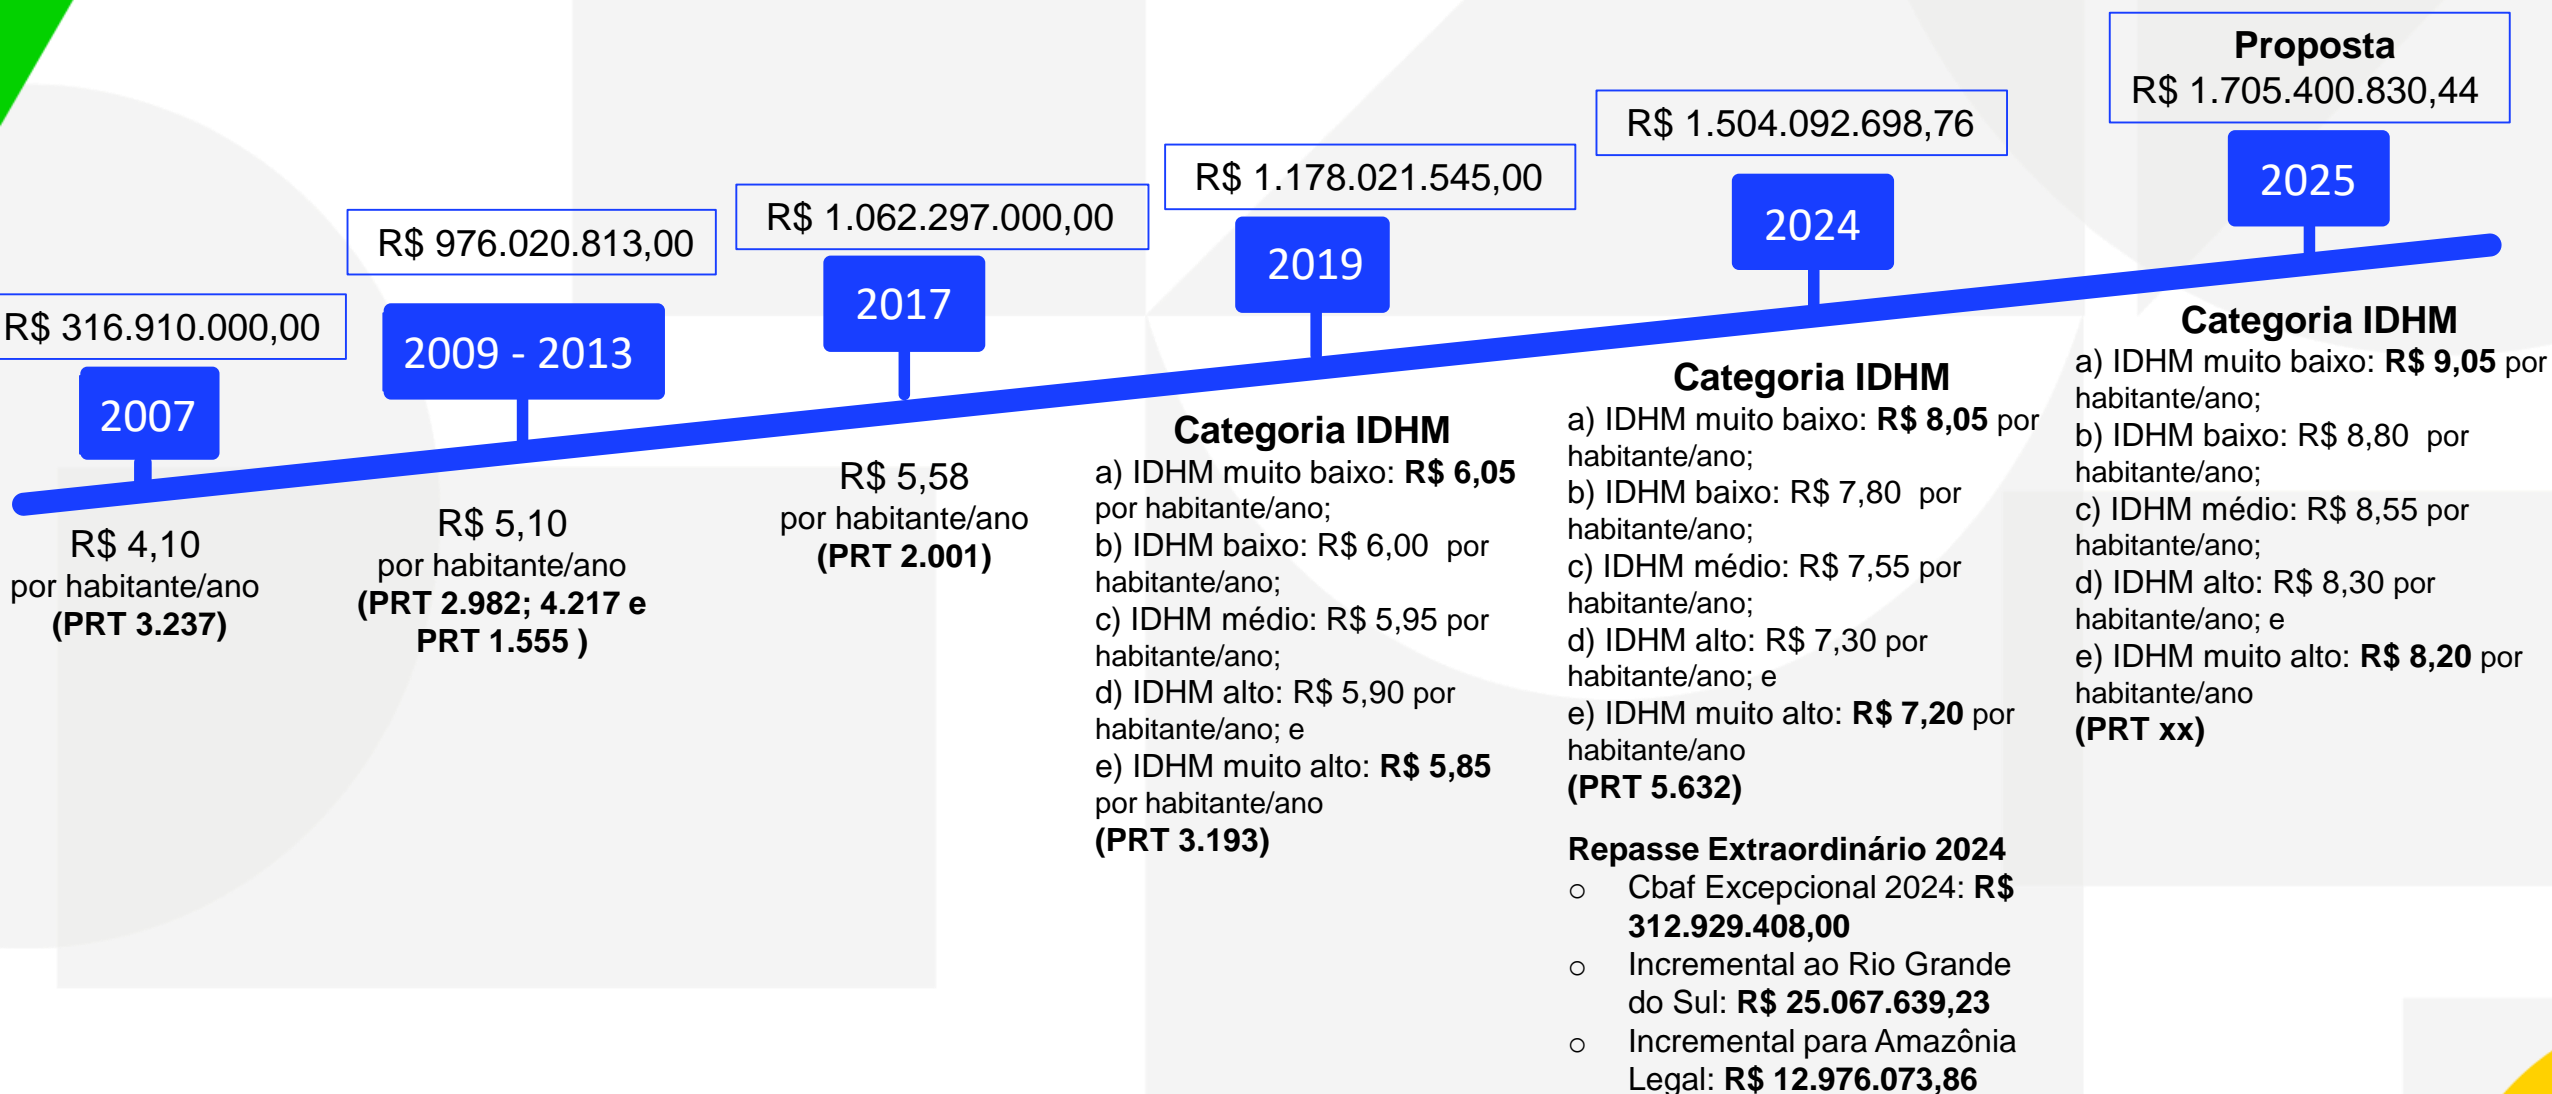 R$ 316.910.000,00
2007
R$ 4,10
por habitante/ano
(PRT 3.237)
R$ 976.020.813,00
2009 - 2013
R$ 5,10
por habitante/ano
(PRT 2.982; 4.217 e
PRT 1.555 )
R$ 1.062.297.000,00
2017
R$ 5,58
por habitante/ano
(PRT 2.001)
R$ 1.178.021.545,00
2019
Categoria IDHM
a) IDHM muito baixo: R$ 6,05
por habitante/ano;
b) IDHM baixo: R$ 6,00  por
habitante/ano;
c) IDHM médio: R$ 5,95 por
habitante/ano;
d) IDHM alto: R$ 5,90 por
habitante/ano; e
e) IDHM muito alto: R$ 5,85
por habitante/ano
(PRT 3.193)
R$ 1.504.092.698,76
2024
Categoria IDHM
a) IDHM muito baixo: R$ 8,05 por
habitante/ano;
b) IDHM baixo: R$ 7,80  por
habitante/ano;
c) IDHM médio: R$ 7,55 por
habitante/ano;
d) IDHM alto: R$ 7,30 por
habitante/ano; e
e) IDHM muito alto: R$ 7,20 por
habitante/ano
(PRT 5.632)
Repasse Extraordinário 2024
o Cbaf Excepcional 2024: R$
312.929.408,00
o Incremental ao Rio Grande
do Sul: R$ 25.067.639,23
o Incremental para Amazônia
Legal: R$ 12.976.073,86
Proposta
R$ 1.705.400.830,44
2025
Categoria IDHM
a) IDHM muito baixo: R$ 9,05 por
habitante/ano;
b) IDHM baixo: R$ 8,80  por
habitante/ano;
c) IDHM médio: R$ 8,55 por
habitante/ano;
d) IDHM alto: R$ 8,30 por
habitante/ano; e
e) IDHM muito alto: R$ 8,20 por
habitante/ano
(PRT xx)